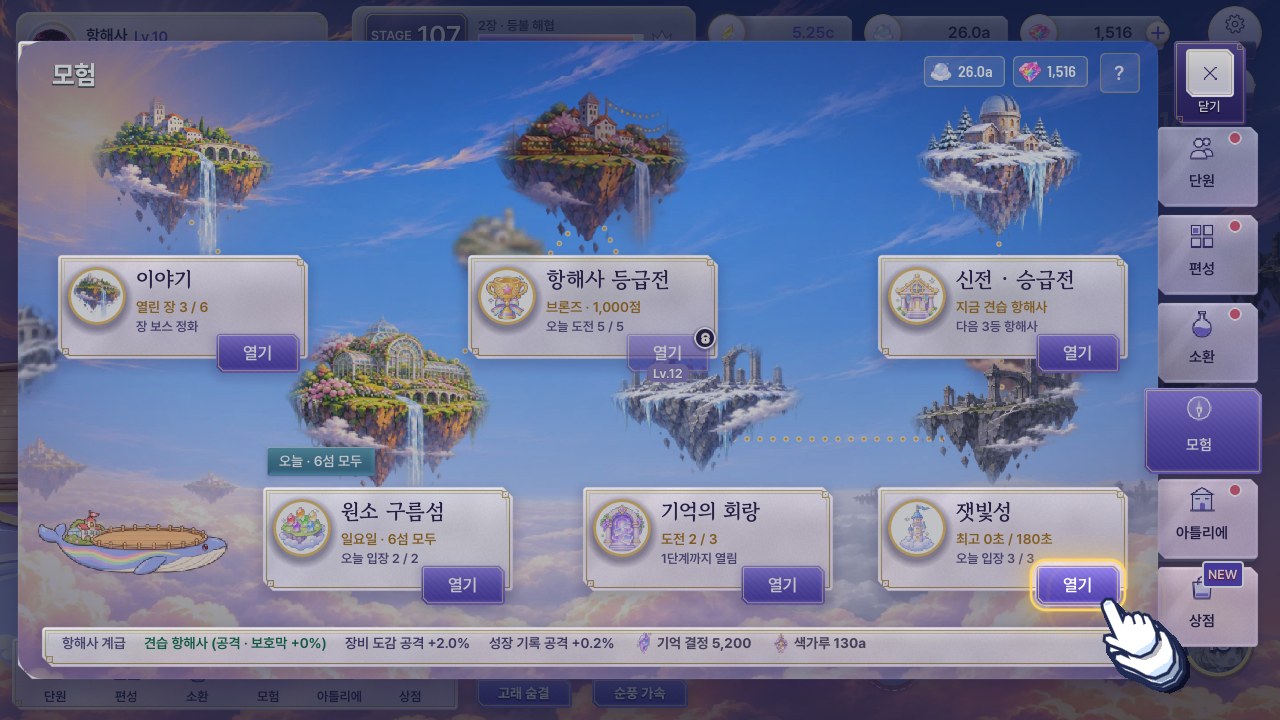 항해사 Lv.10
STAGE 107
2장 · 등불 해협
5.25c
26.0a
1,516
모험
26.0a
1,516
?
닫기
단원
편성
소환
모험
아틀리에
NEW
상점
이야기
열린 장 3 / 6
장 보스 정화
열기
항해사 등급전
브론즈 · 1,000점
오늘 도전 5 / 5
열기
Lv.12
신전 · 승급전
지금 견습 항해사
다음 3등 항해사
열기
오늘 · 6섬 모두
원소 구름섬
일요일 · 6섬 모두
오늘 입장 2 / 2
열기
기억의 회랑
도전 2 / 3
1단계까지 열림
열기
잿빛성
최고 0초 / 180초
오늘 입장 3 / 3
열기
항해사 계급 견습 항해사 (공격 · 보호막 +0%) 장비 도감 공격 +2.0% 성장 기록 공격 +0.2% 기억 결정 5,200 색가루 130a
단원 편성 소환 모험 아틀리에 상점
고래 숨결
순풍 가속